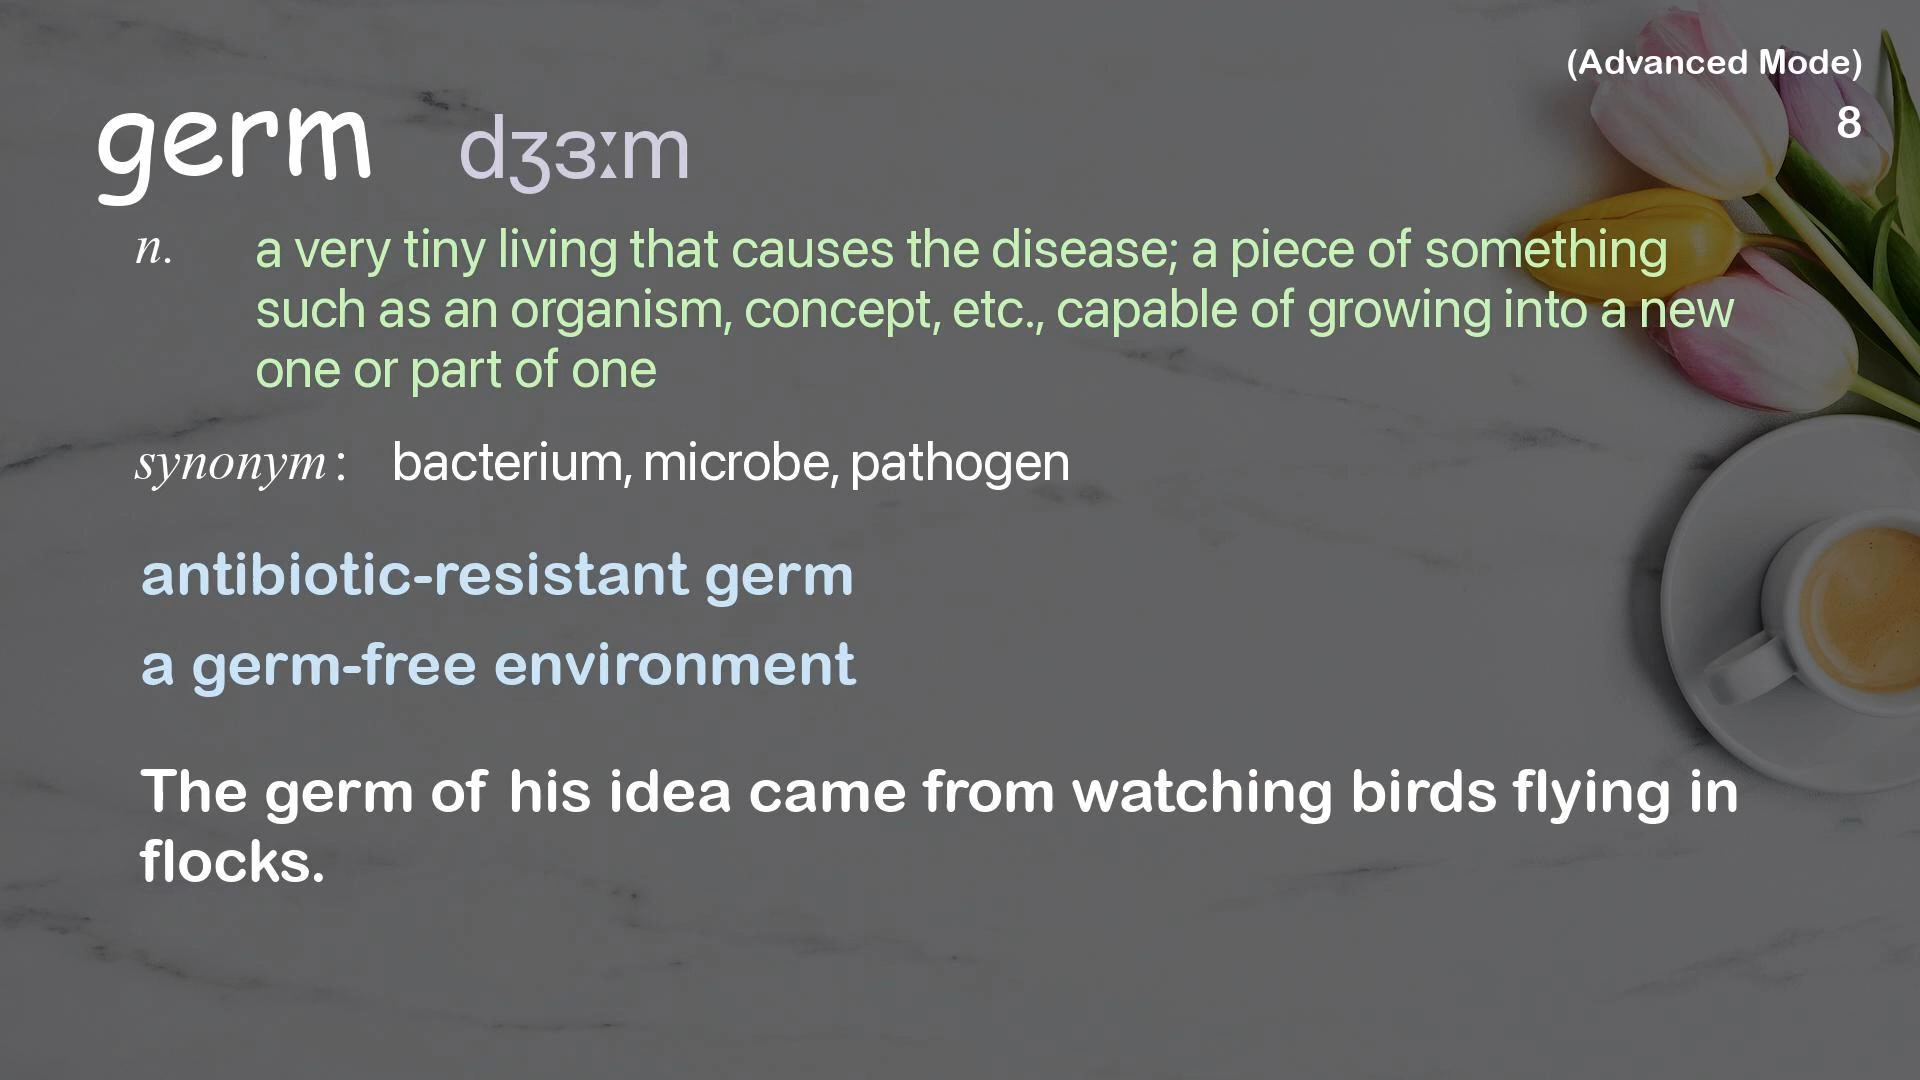 (Advanced Mode)
8
germ dʒɜːm
n. a very tiny living that causes the disease; a piece of something
such as an organism, concept, etc., capable of growing into a new
one or part of one
synonym: bacterium, microbe, pathogen
antibiotic-resistant germ
a germ-free environment
The germ of his idea came from watching birds flying in
flocks.